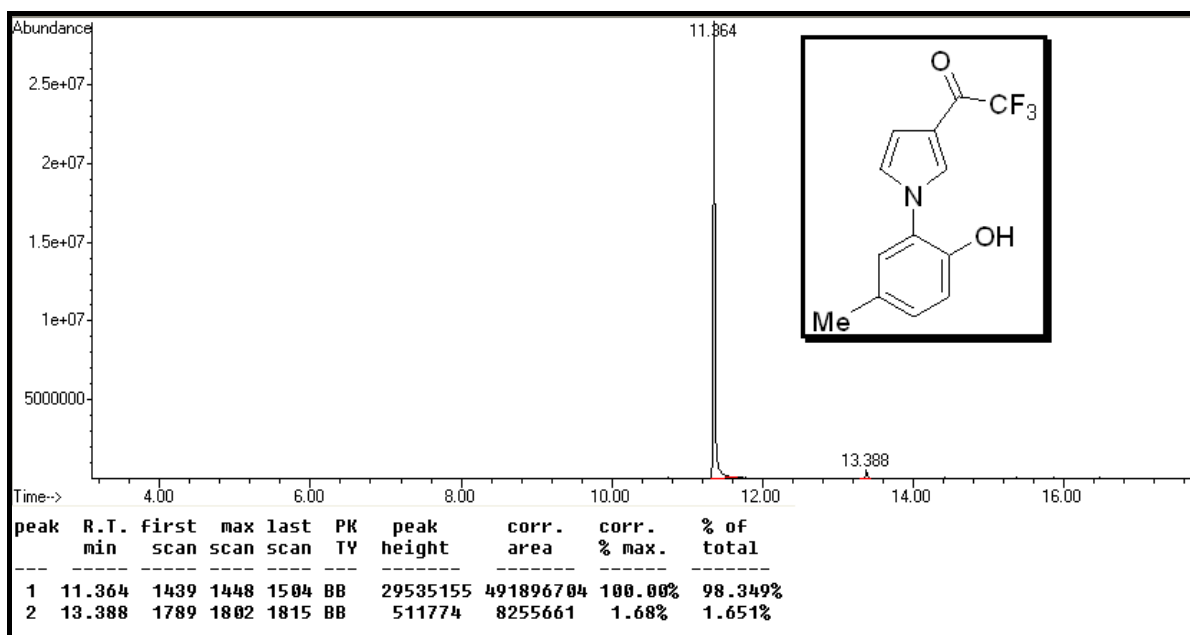 Abundance
11.364
2.5e+07
2e+07
1.5e+07
1e+07
5000000
O
CF3
N
OH
Me
13.388
Time--> 4.00 6.00 8.00 10.00 12.00 14.00 16.00
peak R.T. first max last PK peak corr. corr. % of
min scan scan scan TY height area % max. total
--- ----- ----- ---- ---- --- ------- ------- ------ -------
1 11.364 1439 1448 1504 BB 29535155 491896704 100.00% 98.349%
2 13.388 1789 1802 1815 BB 511774 8255661 1.68% 1.651%